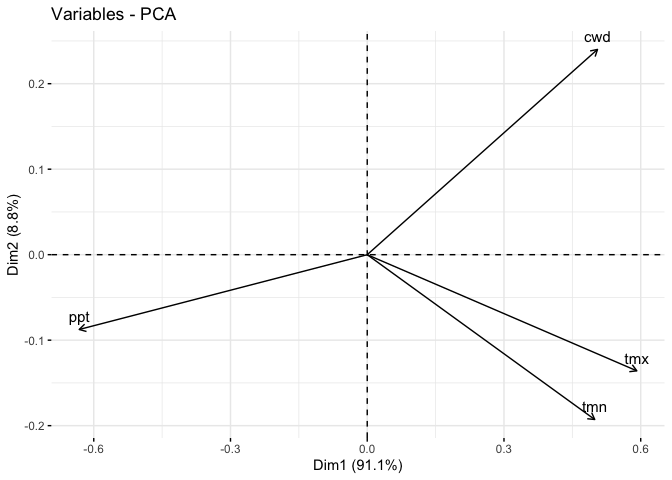 Variables - PCA
cwd
0.2
0.1
Dim2 (8.8%)
0.0
ppt
-0.1
tmx
tmn
-0.2
-0.6
-0.3
0.0
0.3
0.6
Dim1 (91.1%)